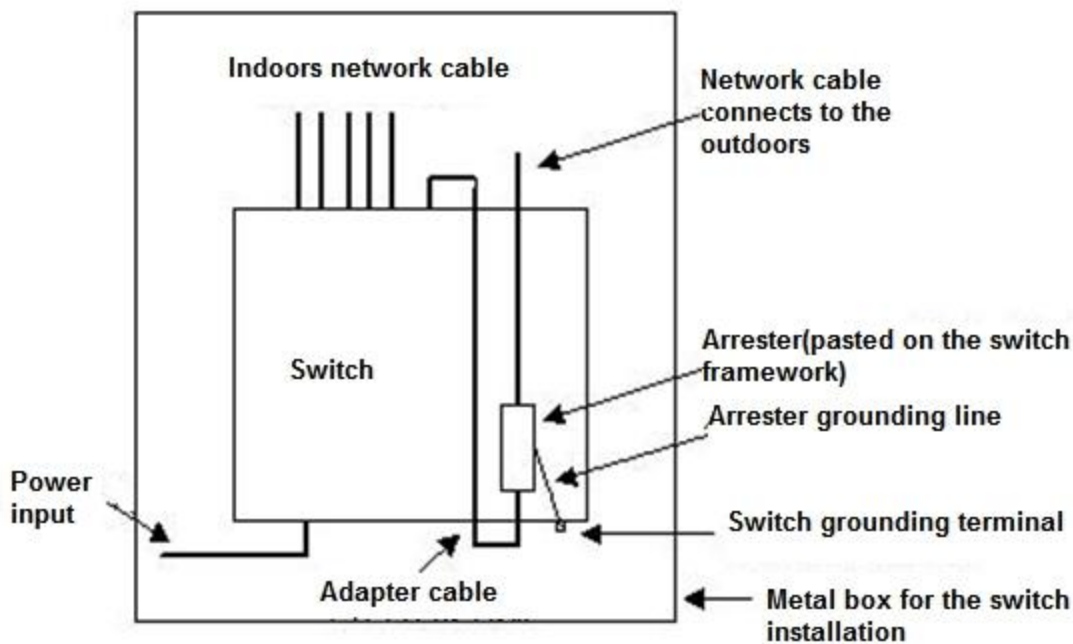 Indoors network cable
Network cable
connects to the
outdoors
Switch
Arrester(pasted on the switch
framework)
Arrester grounding line
Power
input
Switch grounding terminal
Adapter cable
Metal box for the switch
installation